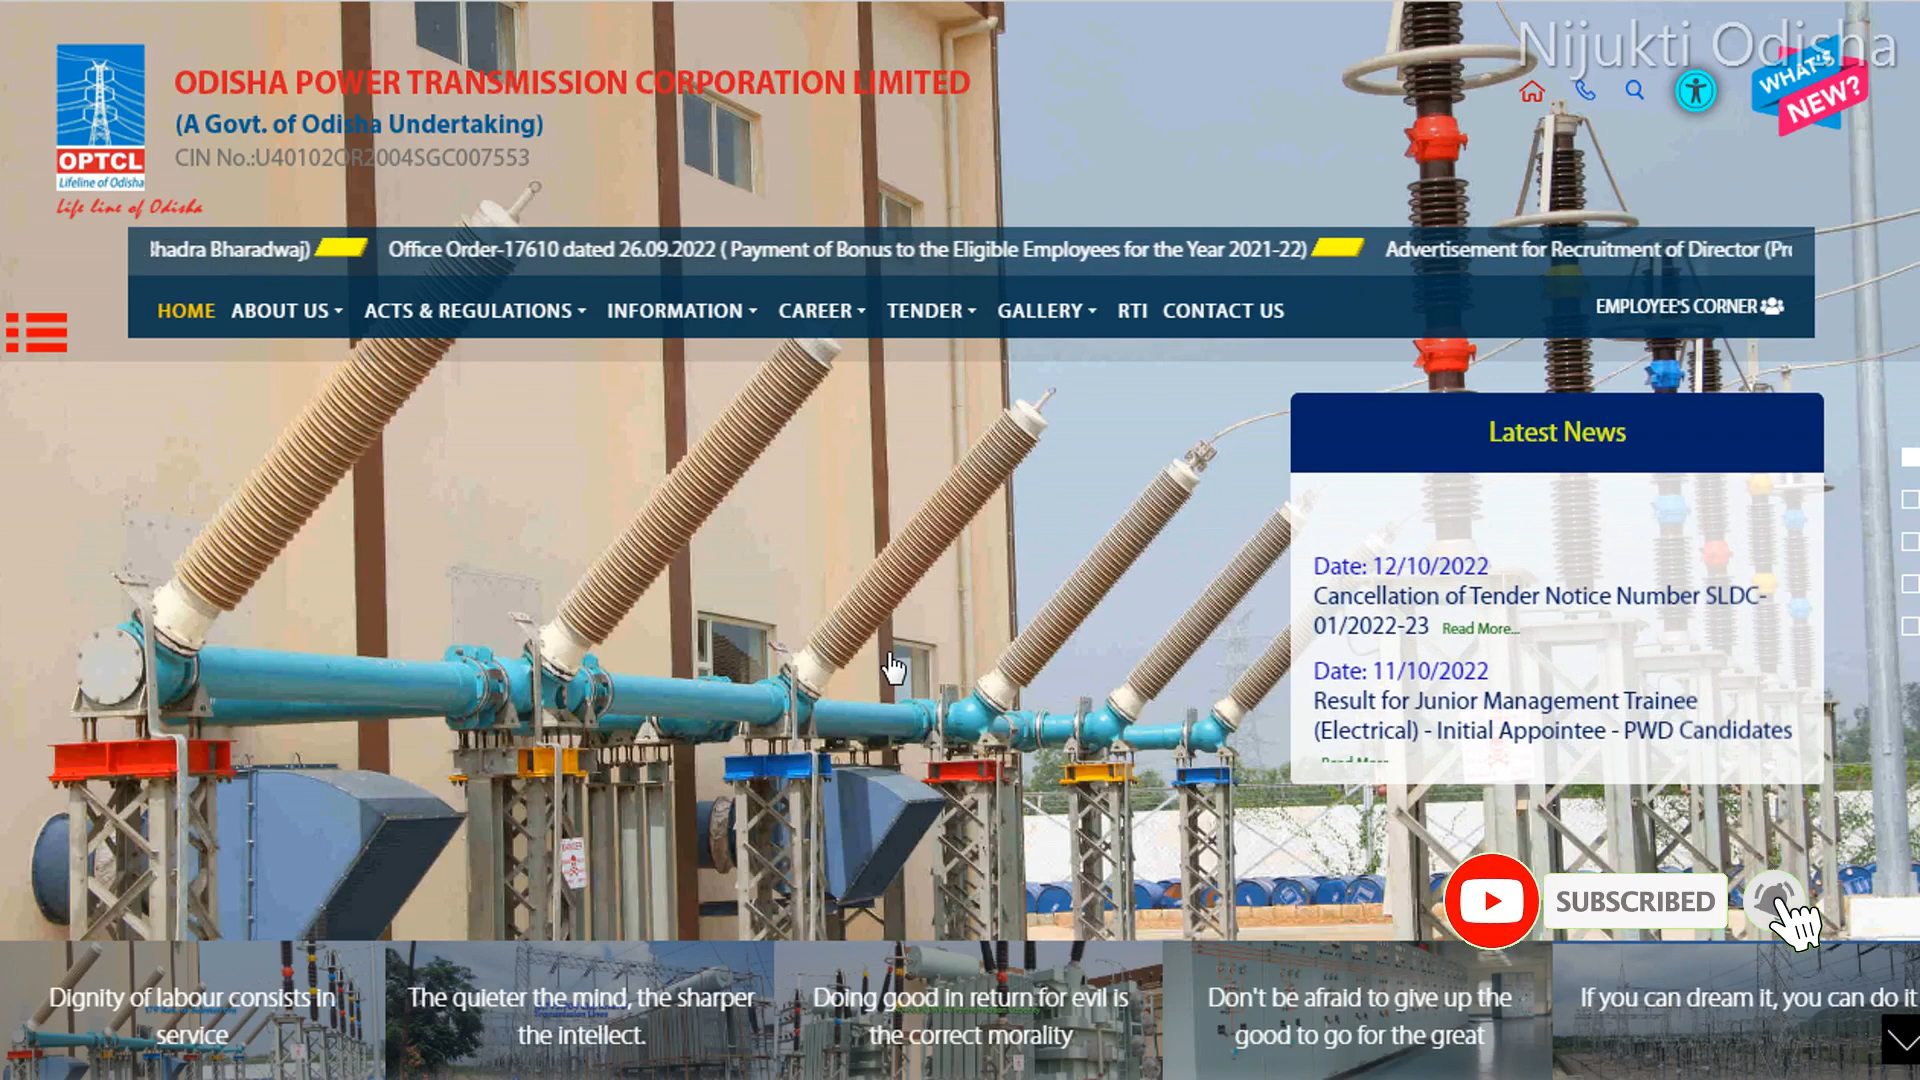 Nijukti Odisha
WHAT'S
NEW?
OPTCL
Lifeline of Odisha
Life line of Odisha
ODISHA POWER TRANSMISSION CORPORATION LIMITED
(A Govt. of Odisha Undertaking)
CIN No.:U40102OR2004SGC007553
Bharadwaj) Office Order-17610 dated 26.09.2022 ( Payment of Bonus to the Eligible Employees for the Year 2021-22) Advertisement for Recruitment of Director
HOME ABOUT US ACTS & REGULATIONS INFORMATION CAREER TENDER GALLERY RTI CONTACT US EMPLOYEE'S CORNER
Latest News
Date: 12/10/2022
Cancellation of Tender Notice Number SLDC-
01/2022-23 Read More...
Date: 11/10/2022
Result for Junior Management Trainee
(Electrical) - Initial Appointee - PWD Candidates
SUBSCRIBED
Dignity of labour consists in
service
The quieter the mind, the sharper
the intellect.
Doing good in return for evil is
the correct morality
Don't be afraid to give up the
good to go for the great
If you can dream it, you can do it